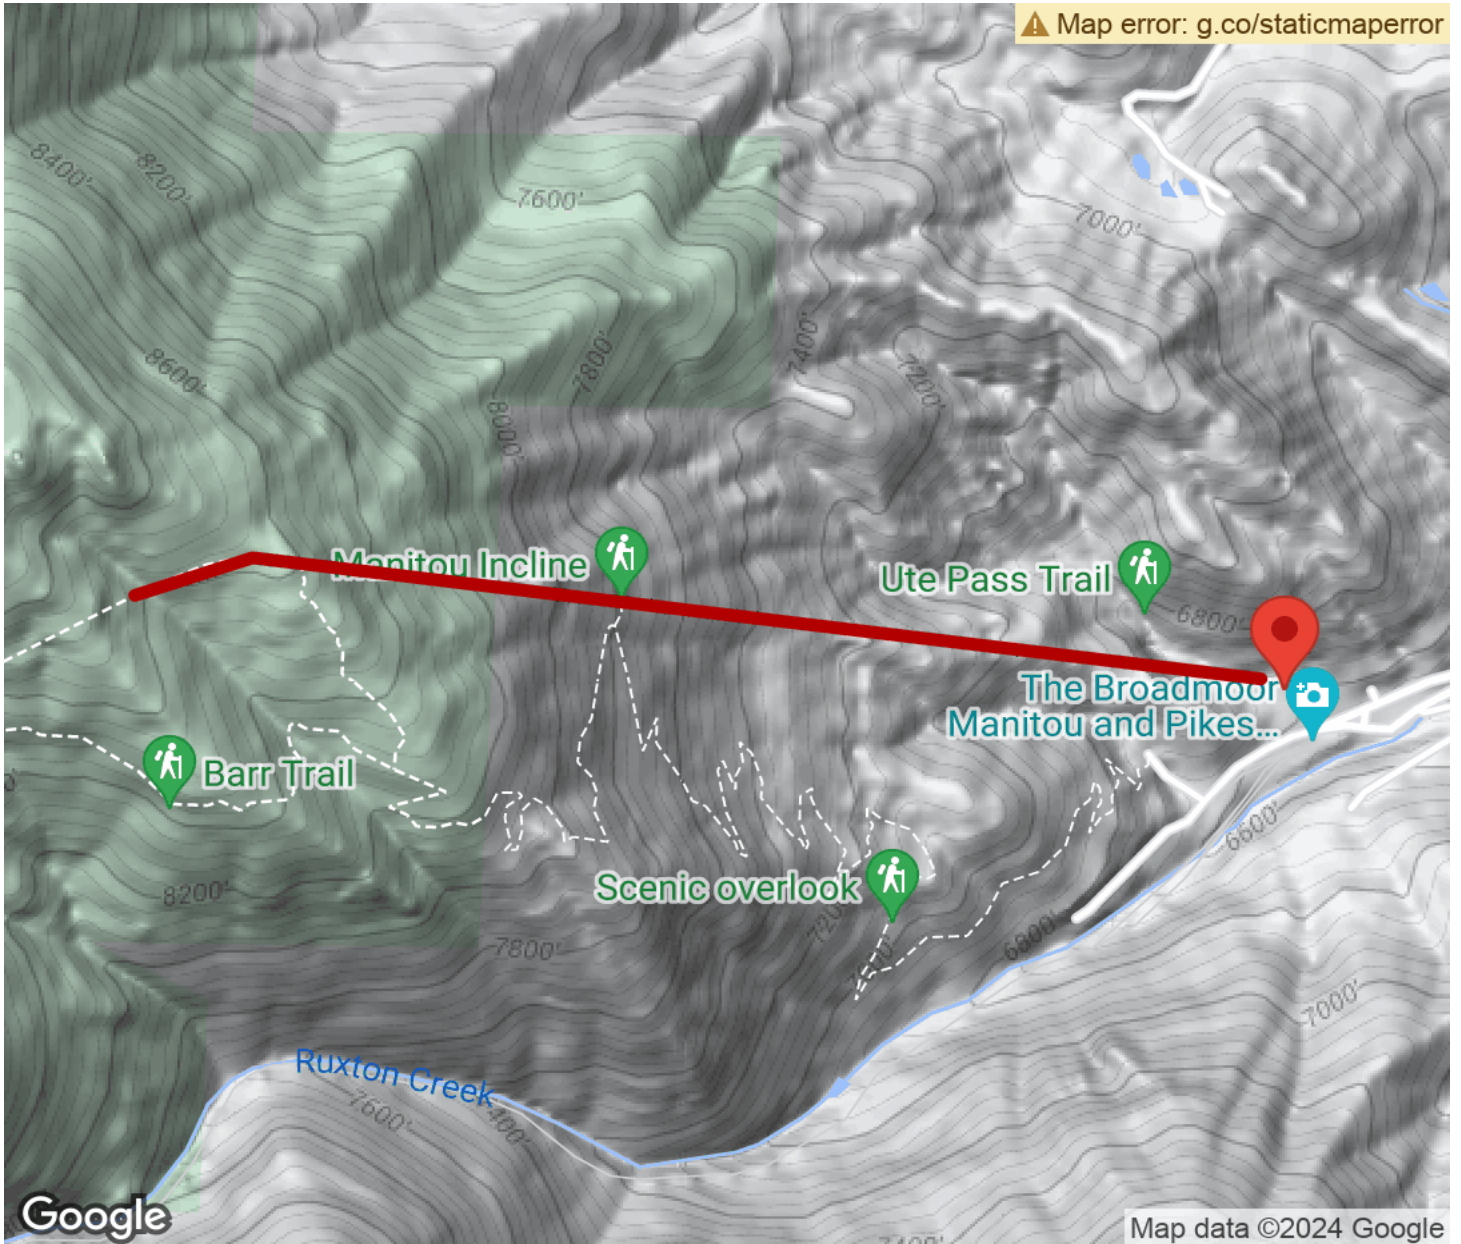 Map error: g.co/staticmaperror
8400'
8200'
7600'
7000'
7400'
7800'
8600'
7200'
8000'
Manitou Incline
Ute Pass Trail
6800'
The Broadmoor
Manitou and Pikes...
Barr Trail
6600'
Scenic overlook
8200'
7800'
6800'
7000'
Ruxton Creek
7600'
Google
Map data ©2024 Google